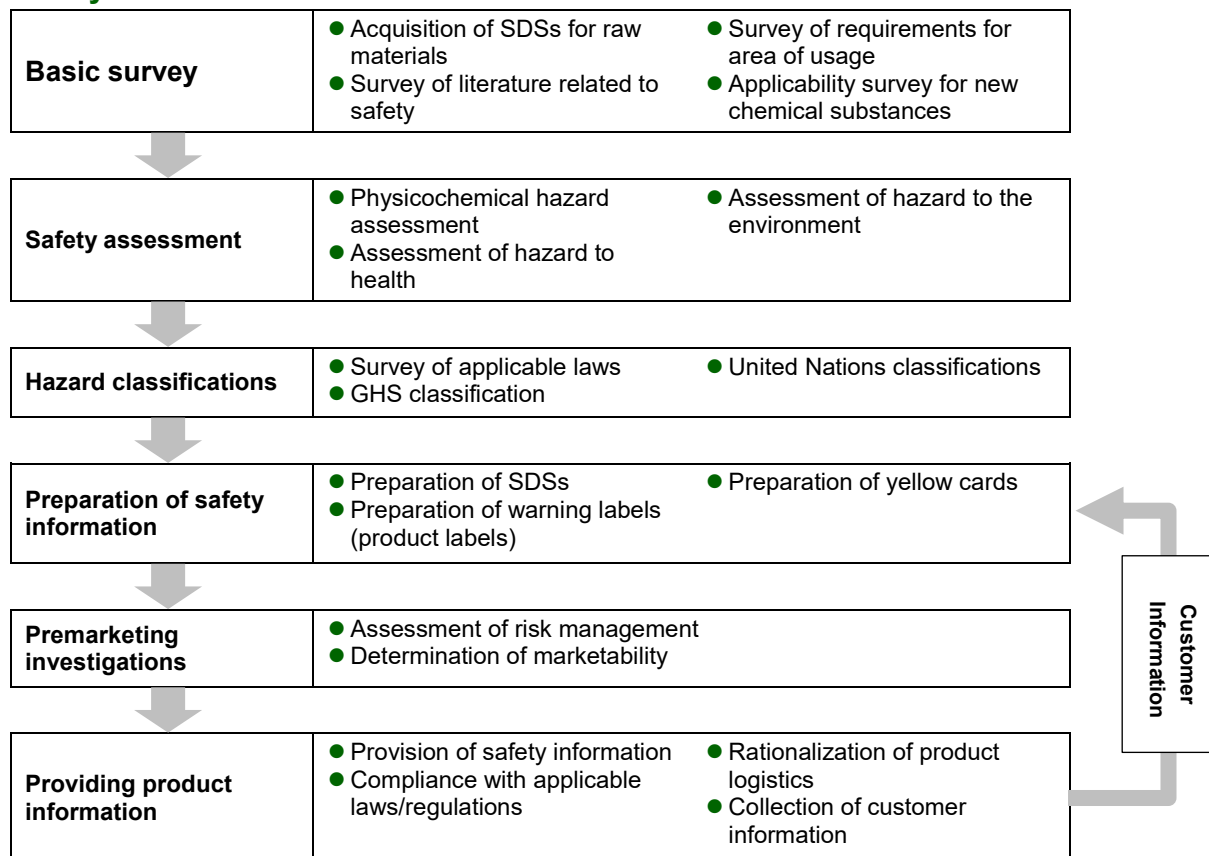 Basic survey
● Acquisition of SDSs for raw
materials
● Survey of literature related to
safety
● Survey of requirements for
area of usage
● Applicability survey for new
chemical substances
Safety assessment
● Physicochemical hazard
assessment
● Assessment of hazard to
health
● Assessment of hazard to the
environment
Hazard classifications
● Survey of applicable laws
● GHS classification
● United Nations classifications
Preparation of safety
information
● Preparation of SDSs
● Preparation of warning labels
(product labels)
● Preparation of yellow cards
Premarketing
investigations
● Assessment of risk management
● Determination of marketability
Providing product
information
● Provision of safety information
● Compliance with applicable
laws/regulations
● Rationalization of product
logistics
● Collection of customer
information
Customer
Information